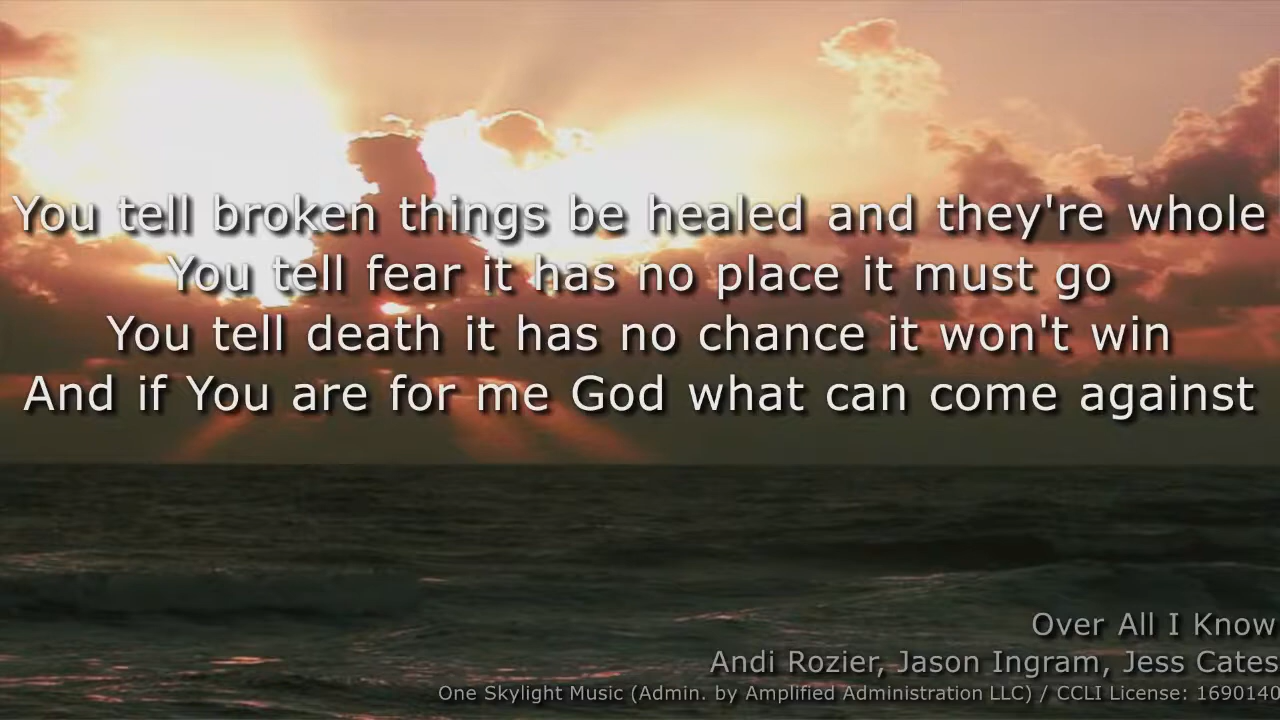 You tell broken things be healed and they're whole
You tell fear it has no place it must go
You tell death it has no chance it won't win
And if You are for me God what can come against
Over All I Know
Andi Rozier, Jason Ingram, Jess Cates
One Skylight Music (Admin. by Amplified Administration LLC) / CCLI License: 1690140